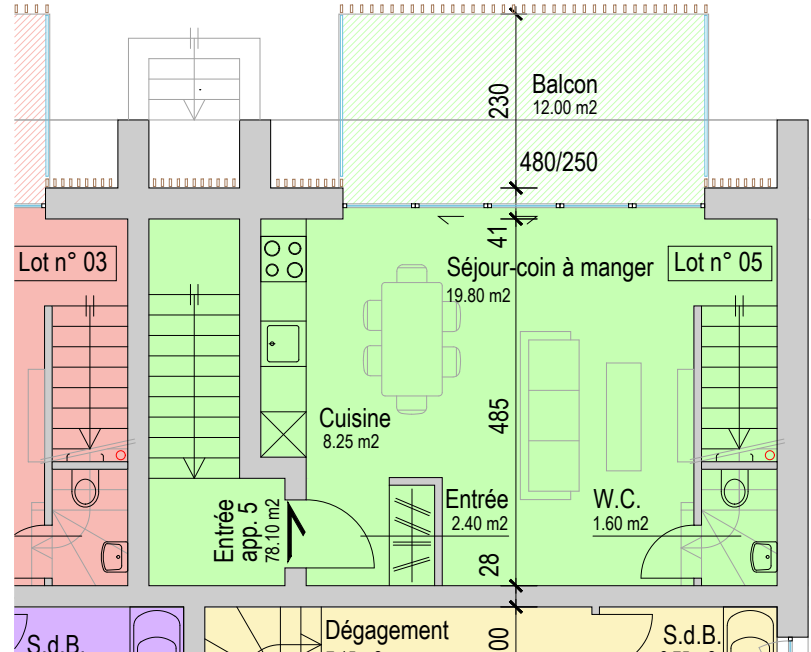 Balcon
12.00 m2
230
480/250
41
Lot n° 03
Séjour-coin à manger
19.80 m2
Lot n° 05
485
Cuisine
8.25 m2
Entrée
app. 5
78.10 m2
Entrée
2.40 m2
W.C.
1.60 m2
28
S.d.B.
Dégagement
00
S.d.B.